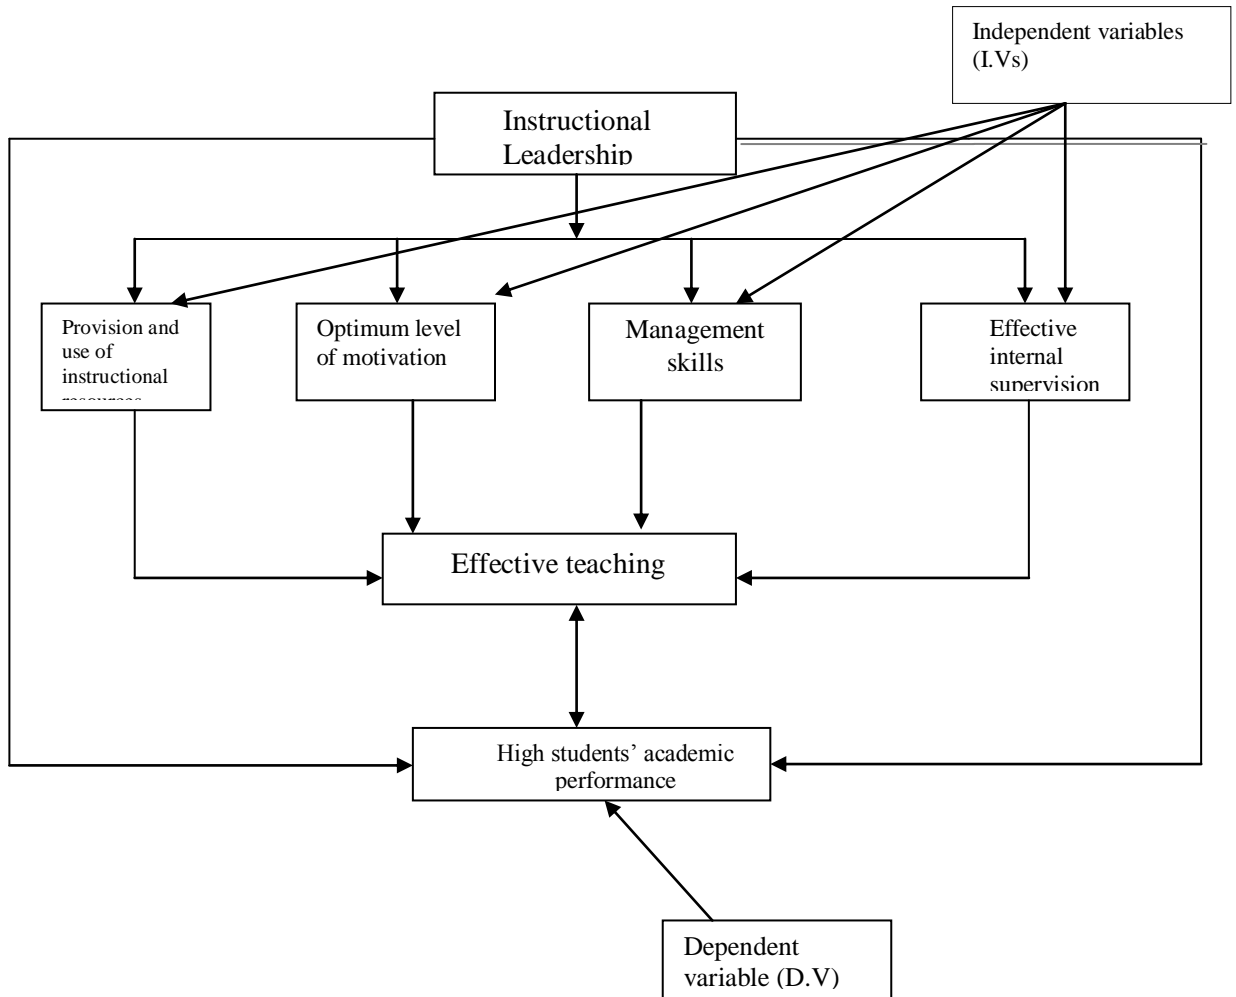 Independent variables
(I.Vs)
Instructional
Leadership
Provision and
use of
instructional
resources
Optimum level
of motivation
Management
skills
Effective
internal
supervision
Effective teaching
High students’ academic
performance
Dependent
variable (D.V)